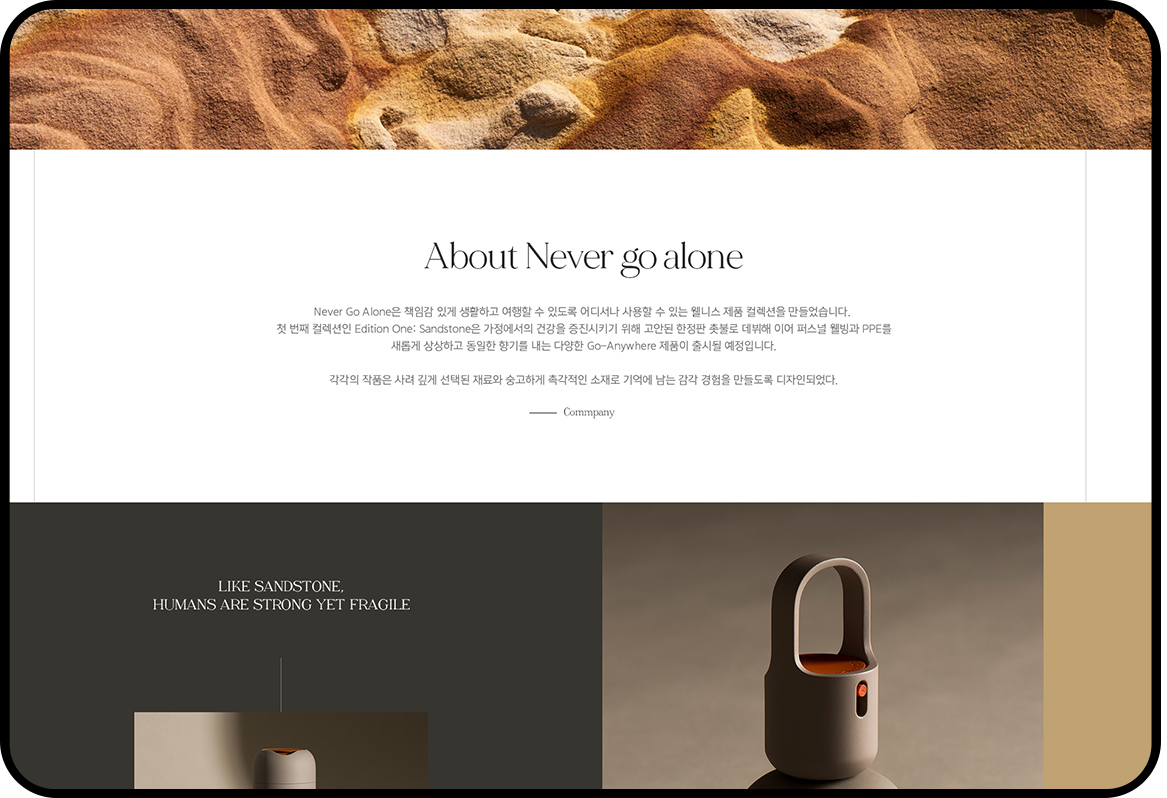 About Never go alone
Never Go Alone은 책임감 있게 생활하고 여행할 수 있도록 어디서나 사용할 수 있는 웰니스 제품 컬렉션을 만들었습니다.
첫 번째 컬렉션인 Edition One: Sandstone은 가정에서의 건강을 증진시키기 위해 고안된 한정판 촛불로 데뷔해 이어 퍼스널 웰빙과 PPE를
새롭게 상상하고 동일한 향기를 내는 다양한 Go-Anywhere 제품이 출시될 예정입니다.
각각의 작품은 사려 깊게 선택된 재료와 숭고하게 촉각적인 소재로 기억에 남는 감각 경험을 만들도록 디자인되었다.
Commpany
LIKE SANDSTONE,
HUMANS ARE STRONG YET FRAGILE